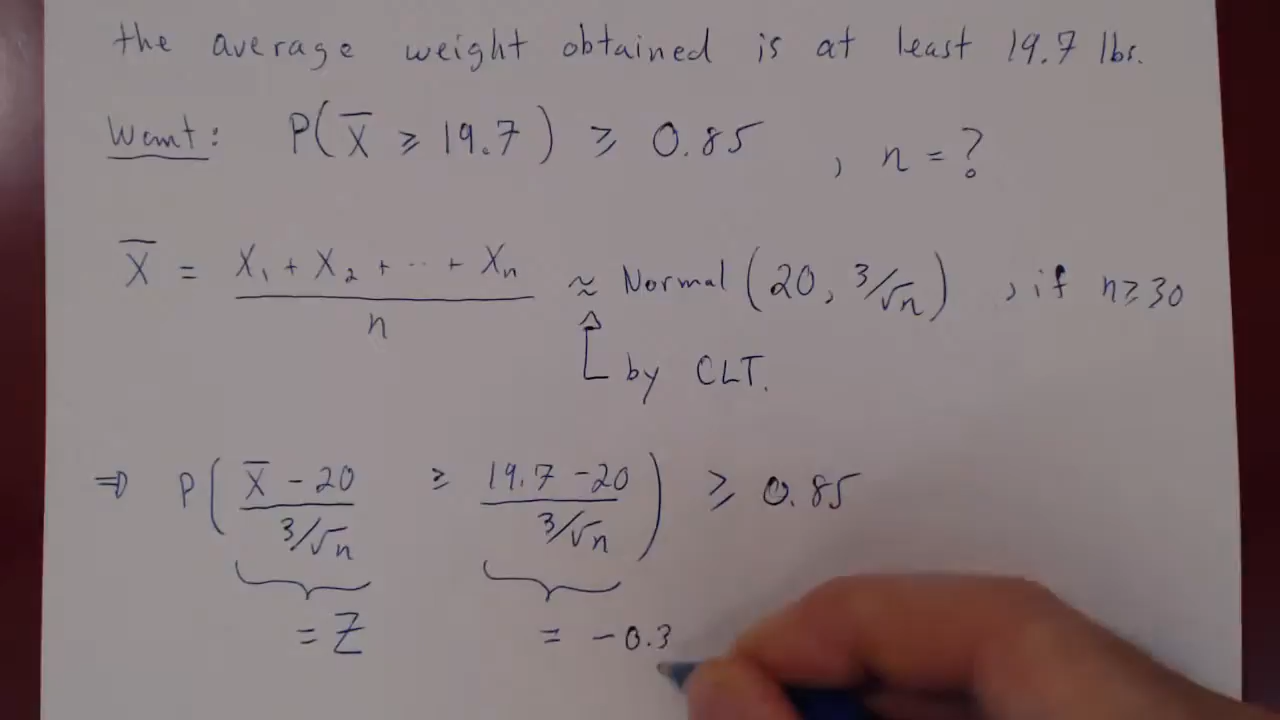 the average weight obtained is at least 19.7 lbs.
Want: P(X̅ ≥ 19.7) ≥ 0.85 , n = ?
X̅ = (X₁ + X₂ + ··· + Xₙ)/n ≈ Normal (20, 3/√n) , if n ≥ 30
by CLT.
⇒ P( (X̅ - 20)/(3/√n) ≥ (19.7 - 20)/(3/√n) ) ≥ 0.85
= Z = -0.3